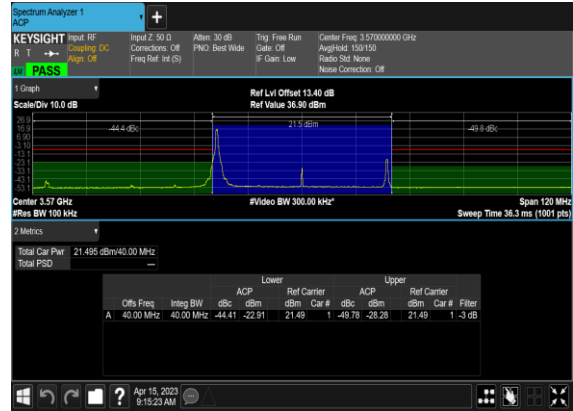 Spectrum Analyzer 1
ACP
+
KEYSIGHT Input: RF Input Z: 50 Ω Atten: 30 dB Trig: Free Run Center Freq: 3.570000000 GHz
R T Coupling: DC Corrections: Off PNO: Best Wide Gate: Off Avg|Hold: 150/150
Align: Off Freq Ref: Int (S) IF Gain: Low Radio Std: None
PASS Noise Correction: Off
1 Graph
Ref Lvl Offset 13.40 dB
Scale/Div 10.0 dB Ref Value 36.90 dBm
26.9
16.9 -44.4 dBc 21.5 dBm -49.8 dBc
6.90
-3.10
-13.1
-23.1
-33.1
-43.1
-53.1
Center 3.57 GHz #Video BW 300.00 kHz* Span 120 MHz
#Res BW 100 kHz Sweep Time 36.3 ms (1001 pts)
2 Metrics
Total Car Pwr 21.495 dBm/40.00 MHz
Total PSD ---
Lower Upper
ACP Ref Carrier ACP Ref Carrier
Offs Freq Integ BW dBc dBm dBm Car # dBc dBm dBm Car # Filter
A 40.00 MHz 40.00 MHz -44.41 -22.91 21.49 1 -49.78 -28.28 21.49 1 -3 dB
? Apr 15, 2023
9:15:23 AM